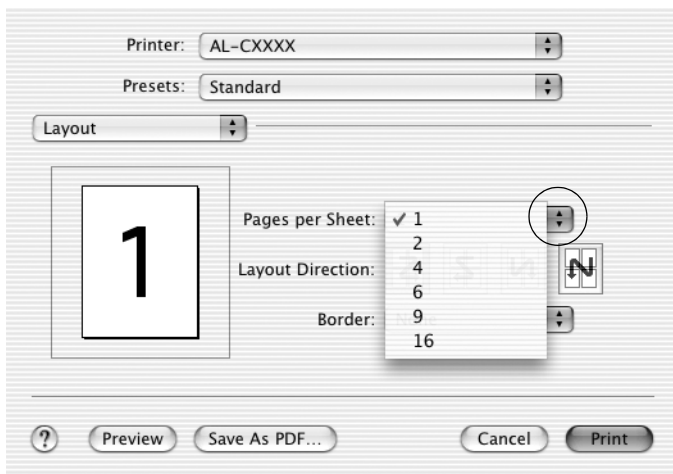 Printer: AL-CXXXX
Presets: Standard
Layout
1
Pages per Sheet: ✓ 1
2
Layout Direction: 4
6
Border: 9
16
? Preview Save As PDF... Cancel Print